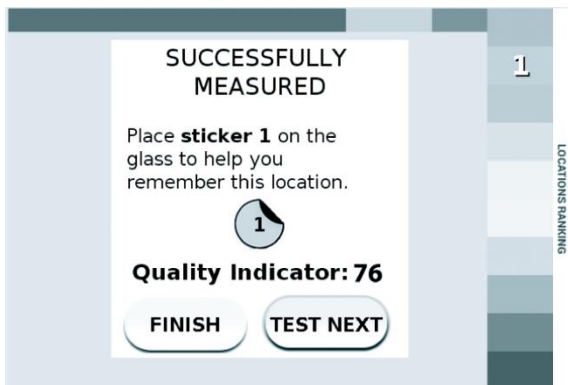 SUCCESSFULLY
MEASURED
1
Place sticker 1 on the
glass to help you
remember this location.
1
Quality Indicator: 76
FINISH
TEST NEXT
LOCATIONS RANKING